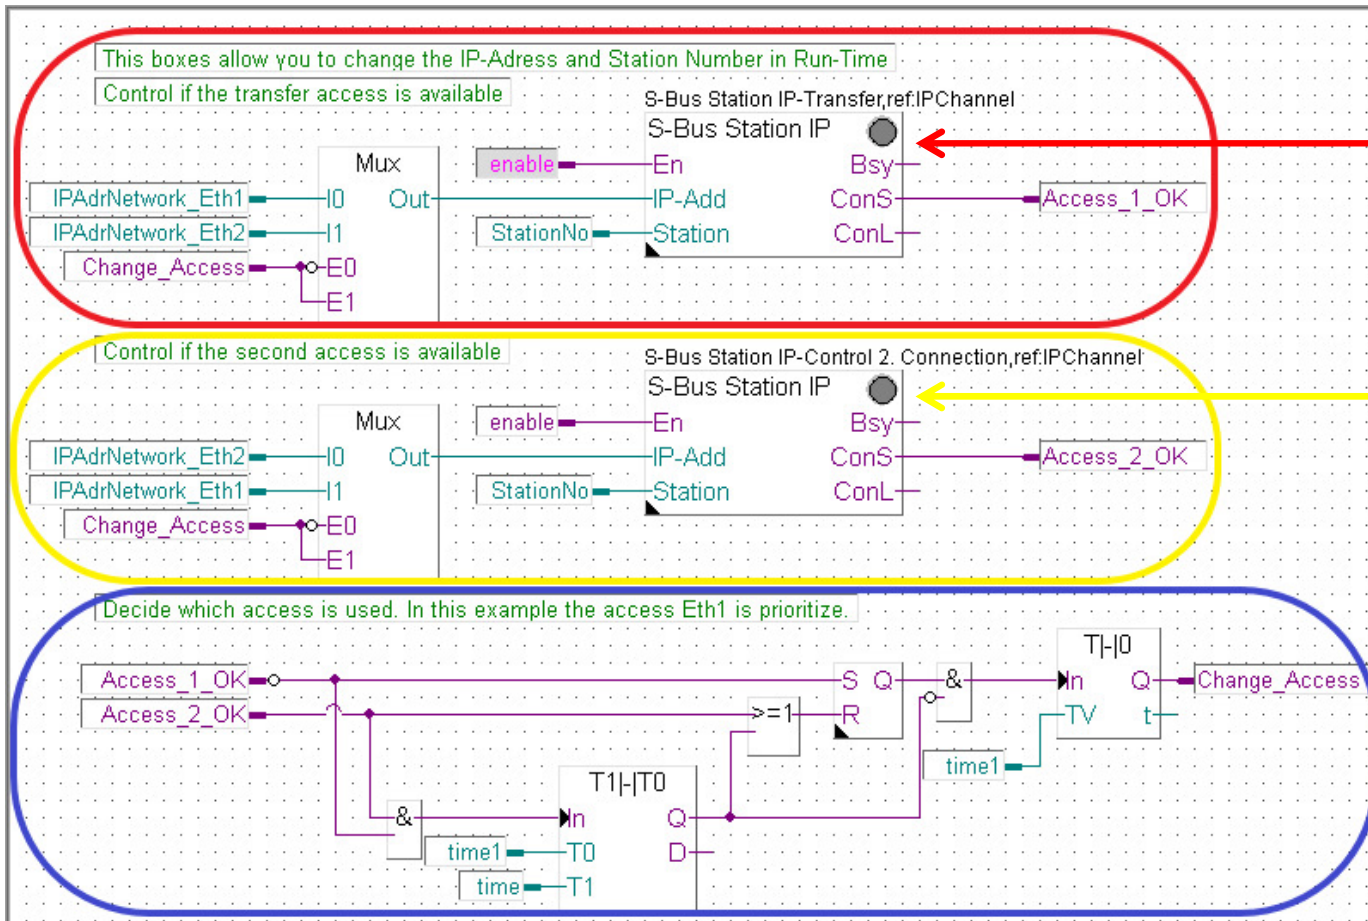 This boxes allow you to change the IP-Adress and Station Number in Run-Time
Control if the transfer access is available
S-Bus Station IP-Transfer,ref:IPChannel
S-Bus Station IP
Mux
enable
En
Bsy
IPAdrNetwork_Eth1
I0
Out
IP-Add
ConS
Access_1_OK
IPAdrNetwork_Eth2
I1
StationNo
Station
ConL
Change_Access
E0
E1
Control if the second access is available
S-Bus Station IP-Control 2. Connection,ref:IPChannel
S-Bus Station IP
Mux
enable
En
Bsy
IPAdrNetwork_Eth2
I0
Out
IP-Add
ConS
Access_2_OK
IPAdrNetwork_Eth1
I1
StationNo
Station
ConL
Change_Access
E0
E1
Decide which access is used. In this example the access Eth1 is prioritize.
T|-|0
Access_1_OK
S Q
&
In Q
Change_Access
Access_2_OK
>=1
R
TV t
time1
T1|-|T0
&
In Q
time1
T0 D
time
T1